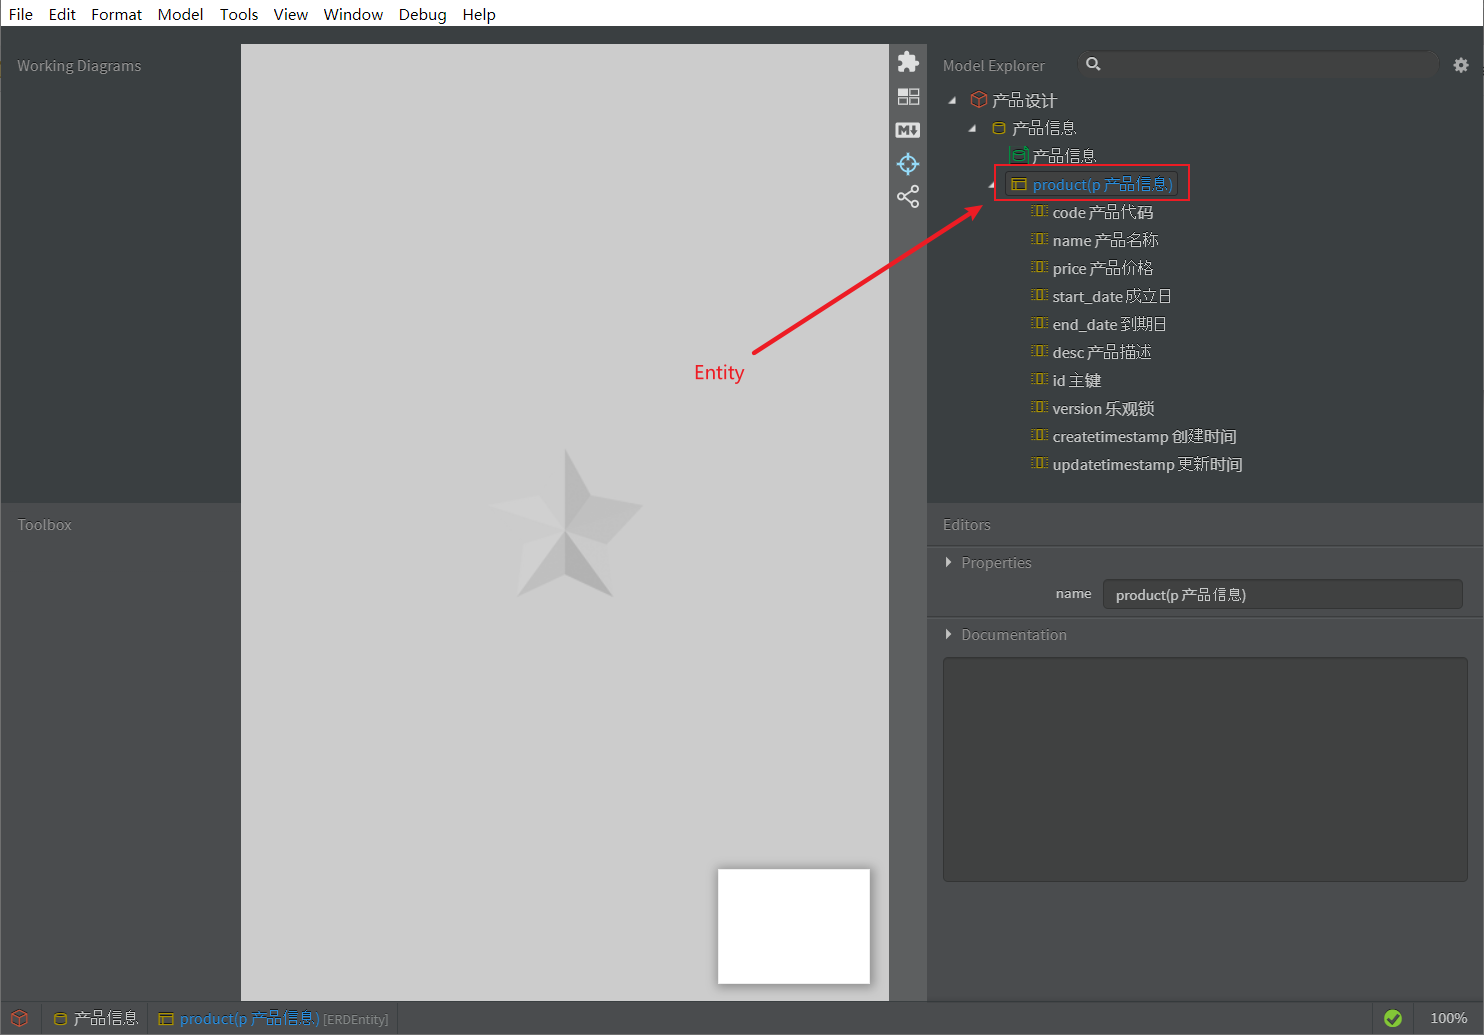 File Edit Format Model Tools View Window Debug Help
Working Diagrams
Model Explorer
产品设计
产品信息
产品信息
product(p 产品信息)
code 产品代码
name 产品名称
price 产品价格
start_date 成立日
end_date 到期日
desc 产品描述
id 主键
version 乐观锁
createtimestamp 创建时间
updatetimestamp 更新时间
M
Entity
Toolbox
Editors
Properties
name product(p 产品信息)
Documentation
产品信息 product(p 产品信息) [ERDEntity] 100%